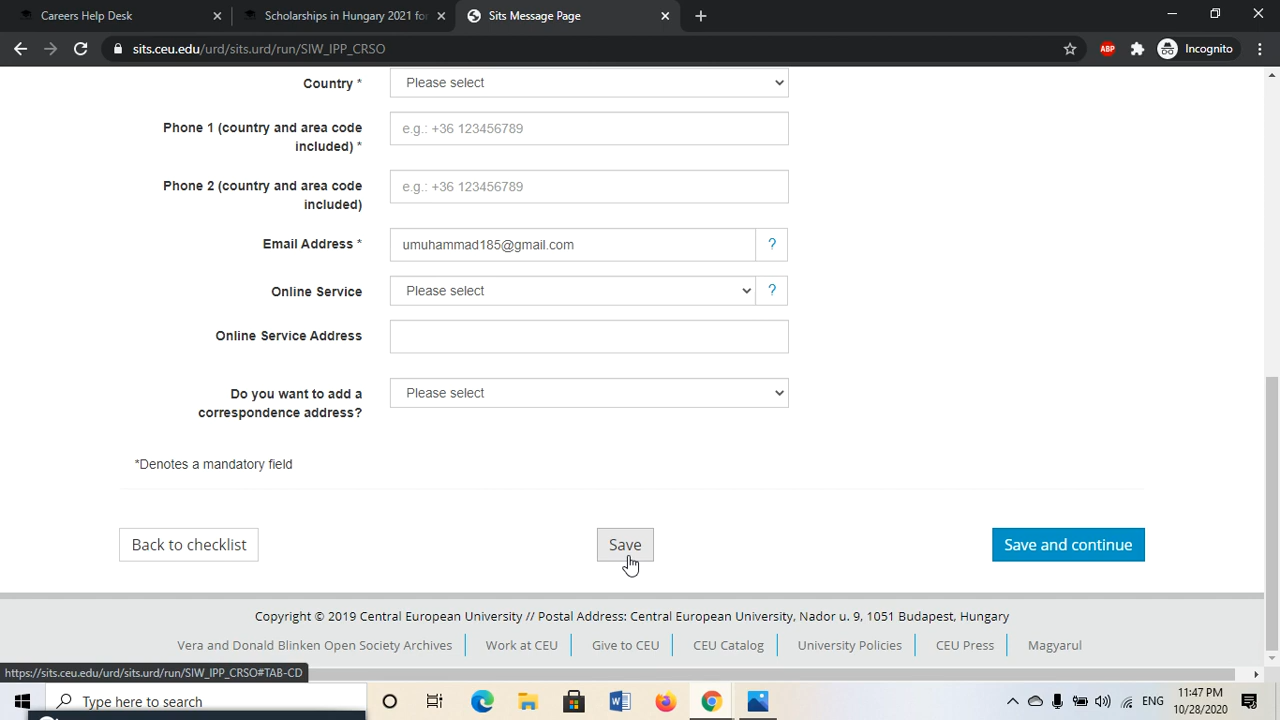 Careers Help Desk
Scholarships in Hungary 2021 for
Sits Message Page
sits.ceu.edu/urd/sits.urd/run/SIW_IPP_CRSO
ABP
Incognito
Country *
Please select
Phone 1 (country and area code
included) *
e.g.: +36 123456789
Phone 2 (country and area code
included)
e.g.: +36 123456789
Email Address *
umuhammad185@gmail.com
?
Online Service
Please select
?
Online Service Address
Do you want to add a
correspondence address?
Please select
*Denotes a mandatory field
Back to checklist
Save
Save and continue
Copyright © 2019 Central European University // Postal Address: Central European University, Nador u. 9, 1051 Budapest, Hungary
Vera and Donald Blinken Open Society Archives
Work at CEU
Give to CEU
CEU Catalog
University Policies
CEU Press
Magyarul
https://sits.ceu.edu/urd/sits.urd/run/SIW_IPP_CRSO#TAB-CD
Type here to search
ENG
11:47 PM
10/28/2020